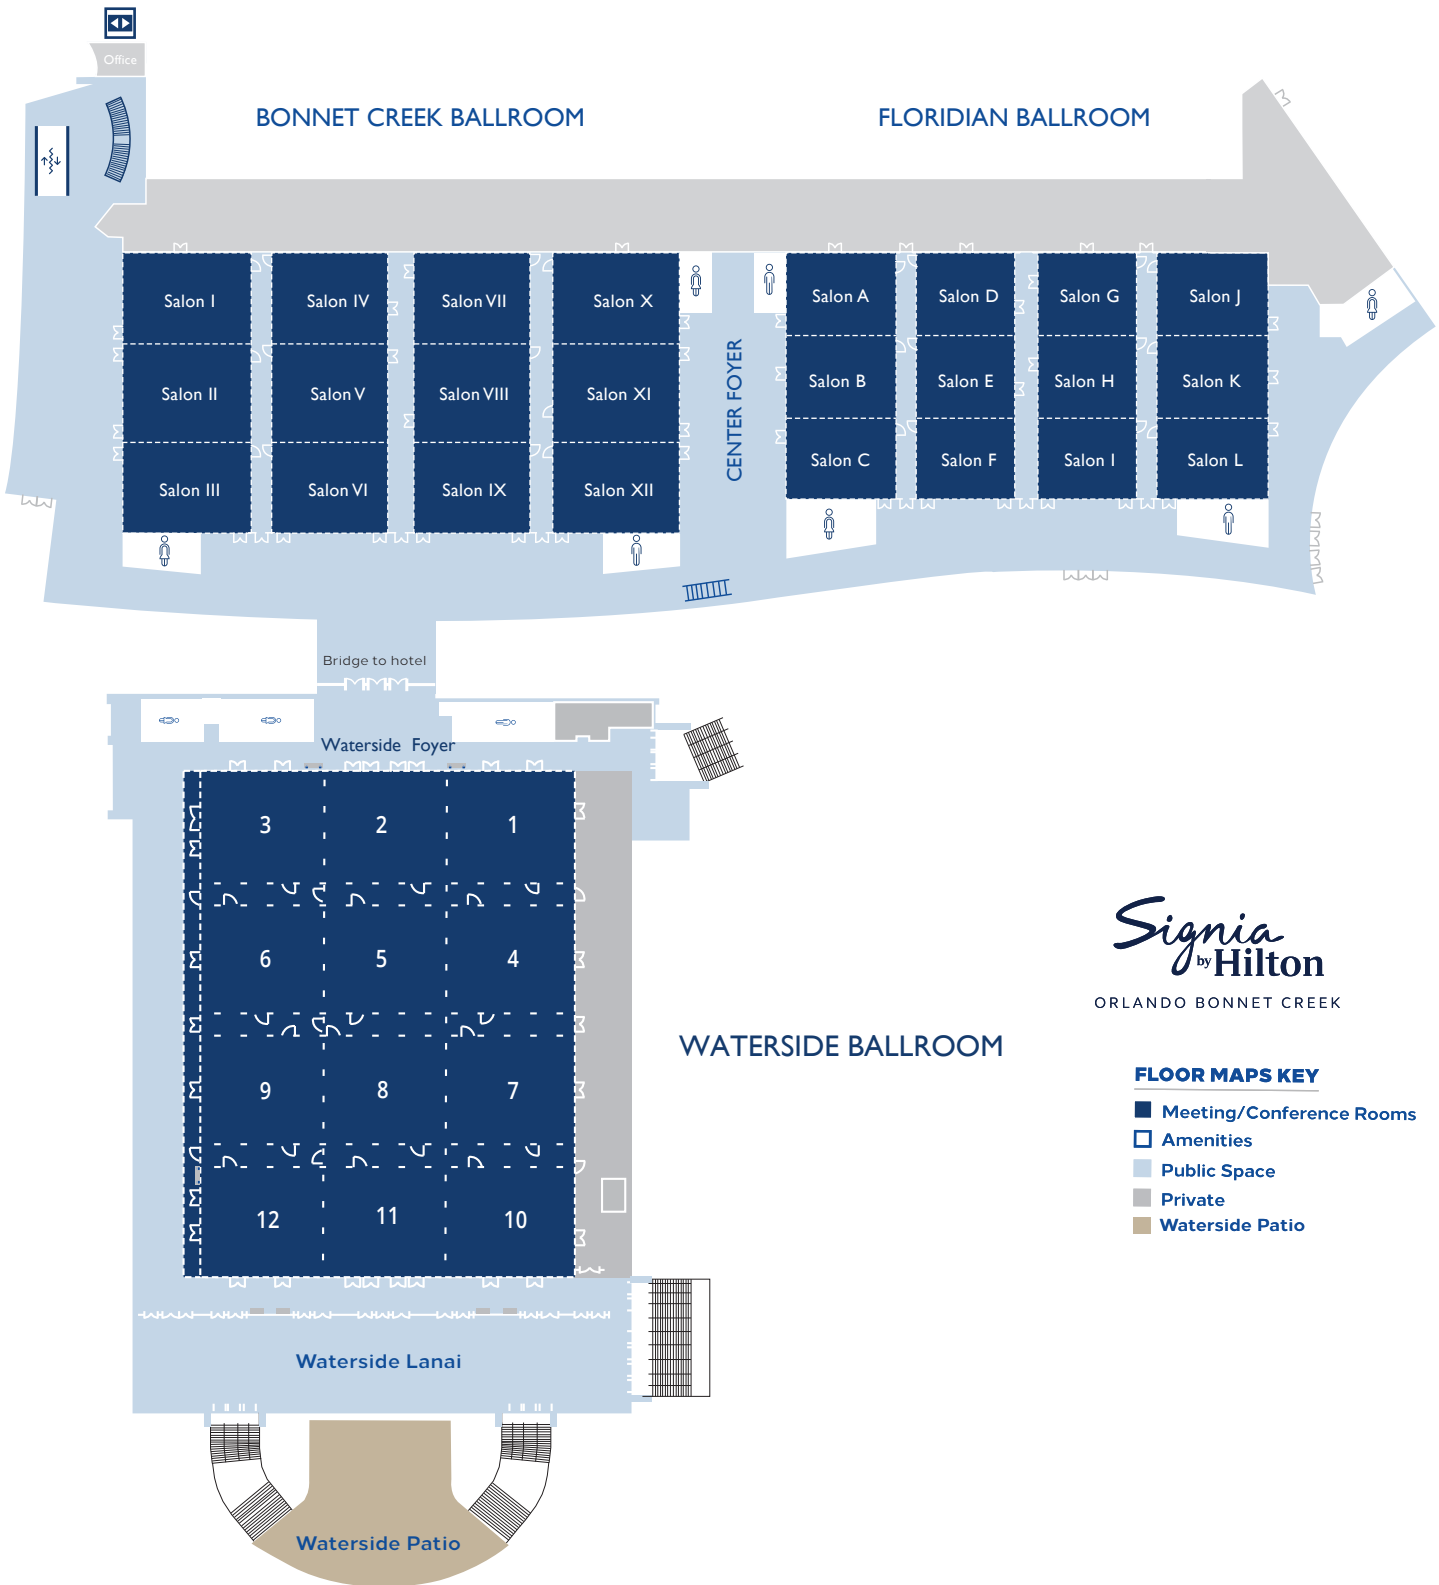 Office
BONNET CREEK BALLROOM
FLORIDIAN BALLROOM
Salon I
Salon IV
Salon VII
Salon X
Salon A
Salon D
Salon G
Salon J
Salon II
Salon V
Salon VIII
Salon XI
CENTER FOYER
Salon B
Salon E
Salon H
Salon K
Salon III
Salon VI
Salon IX
Salon XII
Salon C
Salon F
Salon I
Salon L
Bridge to hotel
Waterside Foyer
3
2
1
6
5
4
9
8
7
12
11
10
WATERSIDE BALLROOM
Waterside Lanai
Waterside Patio
Signia
by Hilton
ORLANDO BONNET CREEK
FLOOR MAPS KEY
Meeting/Conference Rooms
Amenities
Public Space
Private
Waterside Patio